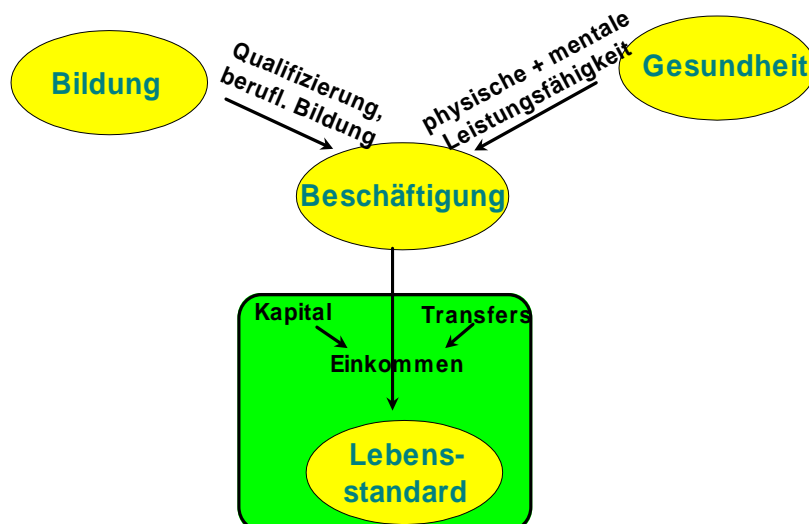 Bildung
Qualifizierung,
berufl. Bildung
physische + mentale
Leistungsfähigkeit
Gesundheit
Beschäftigung
Kapital
Transfers
Einkommen
Lebens-
standard